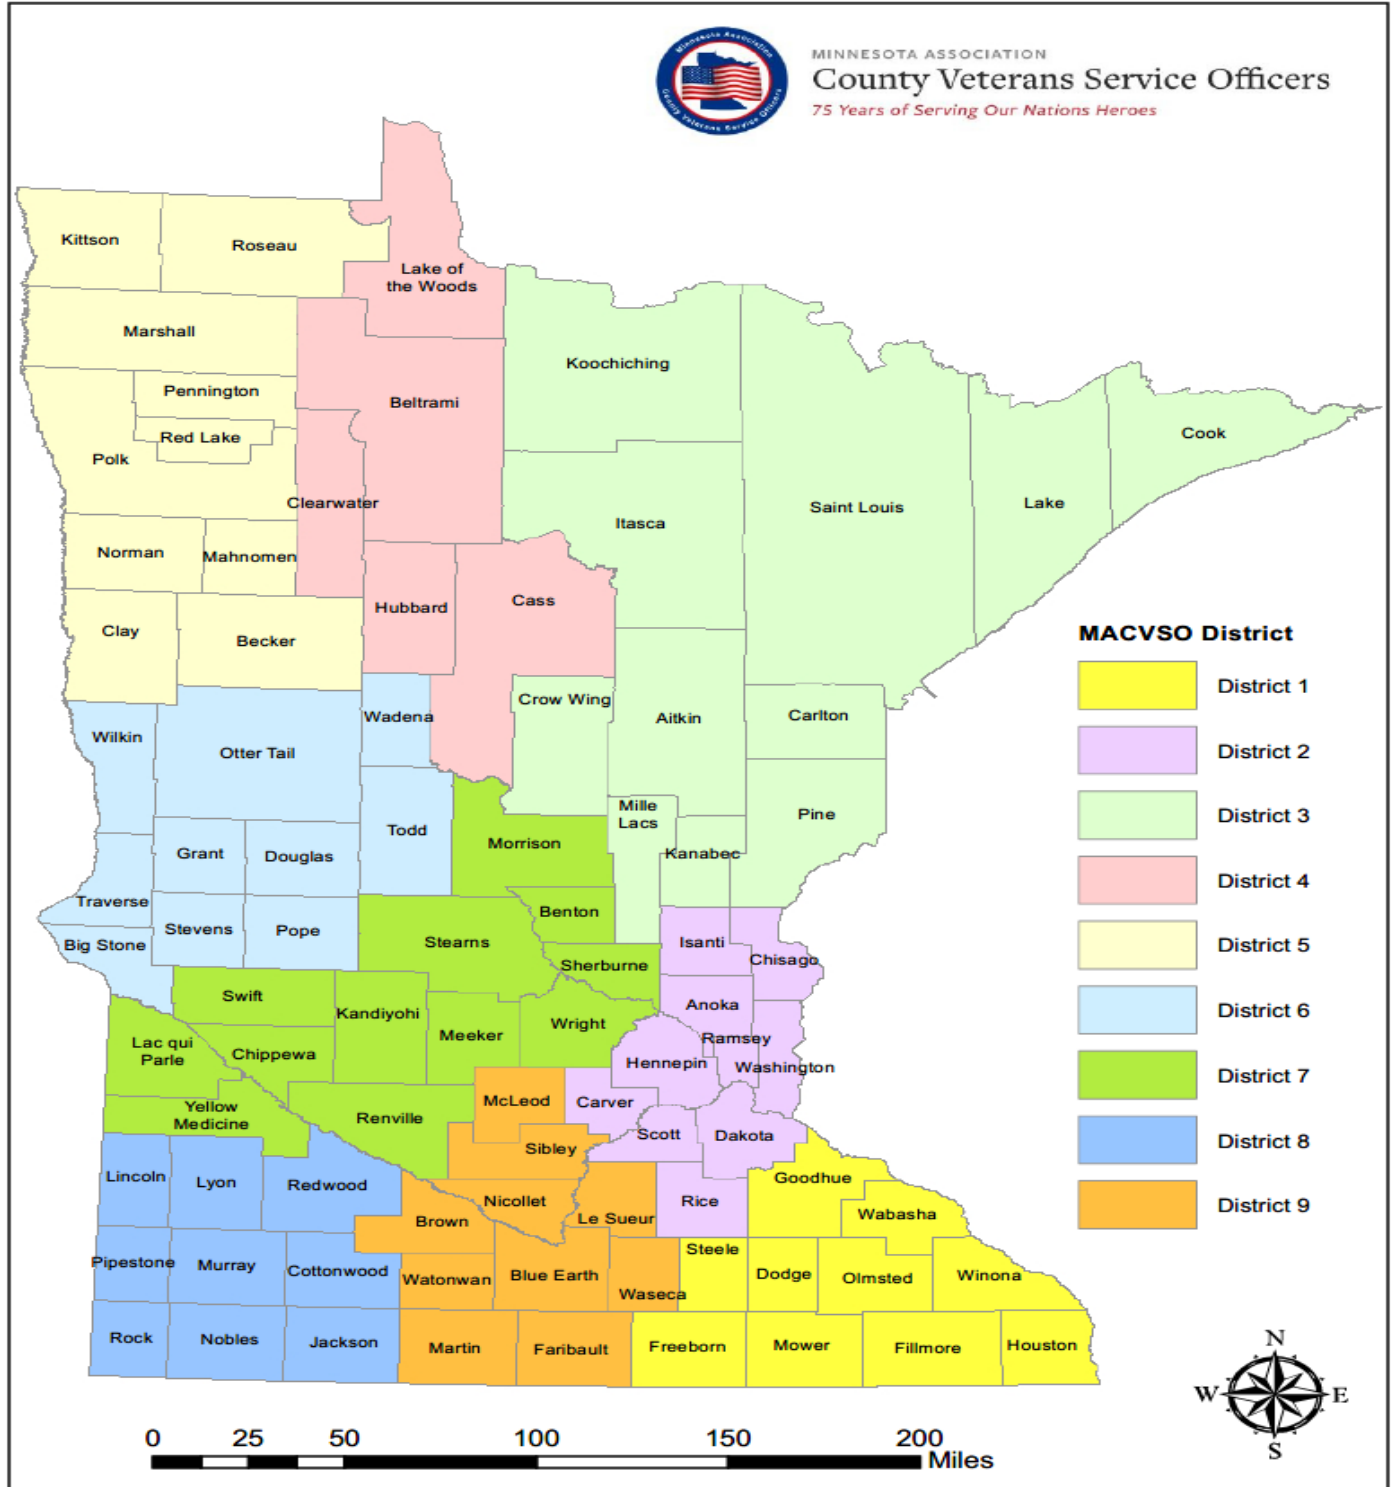 Minnesota Association
County Veterans Service Officers
MINNESOTA ASSOCIATION
County Veterans Service Officers
75 Years of Serving Our Nations Heroes
Kittson
Roseau
Lake of
the Woods
Marshall
Koochiching
Pennington
Beltrami
Red Lake
Cook
Polk
Clearwater
Saint Louis
Lake
Itasca
Norman
Mahnomen
Cass
Hubbard
Clay
Becker
MACVSO District
District 1
District 2
District 3
District 4
District 5
District 6
District 7
District 8
District 9
Crow Wing
Wadena
Aitkin
Carlton
Wilkin
Otter Tail
Mille
Lacs
Pine
Todd
Morrison
Kanabec
Grant
Douglas
Traverse
Benton
Stevens
Pope
Big Stone
Stearns
Isanti
Chisago
Sherburne
Swift
Anoka
Kandiyohi
Wright
Meeker
Ramsey
Lac qui
Parle
Chippewa
Hennepin
Washington
McLeod
Carver
Yellow
Medicine
Renville
Scott
Dakota
Sibley
Lincoln
Lyon
Redwood
Goodhue
Nicollet
Rice
Wabasha
Brown
Le Sueur
Steele
Pipestone
Murray
Cottonwood
Watonwan
Blue Earth
Waseca
Dodge
Olmsted
Winona
Rock
Nobles
Jackson
Martin
Faribault
Freeborn
Mower
Fillmore
Houston
N
W
E
S
0 25 50 100 150 200
Miles